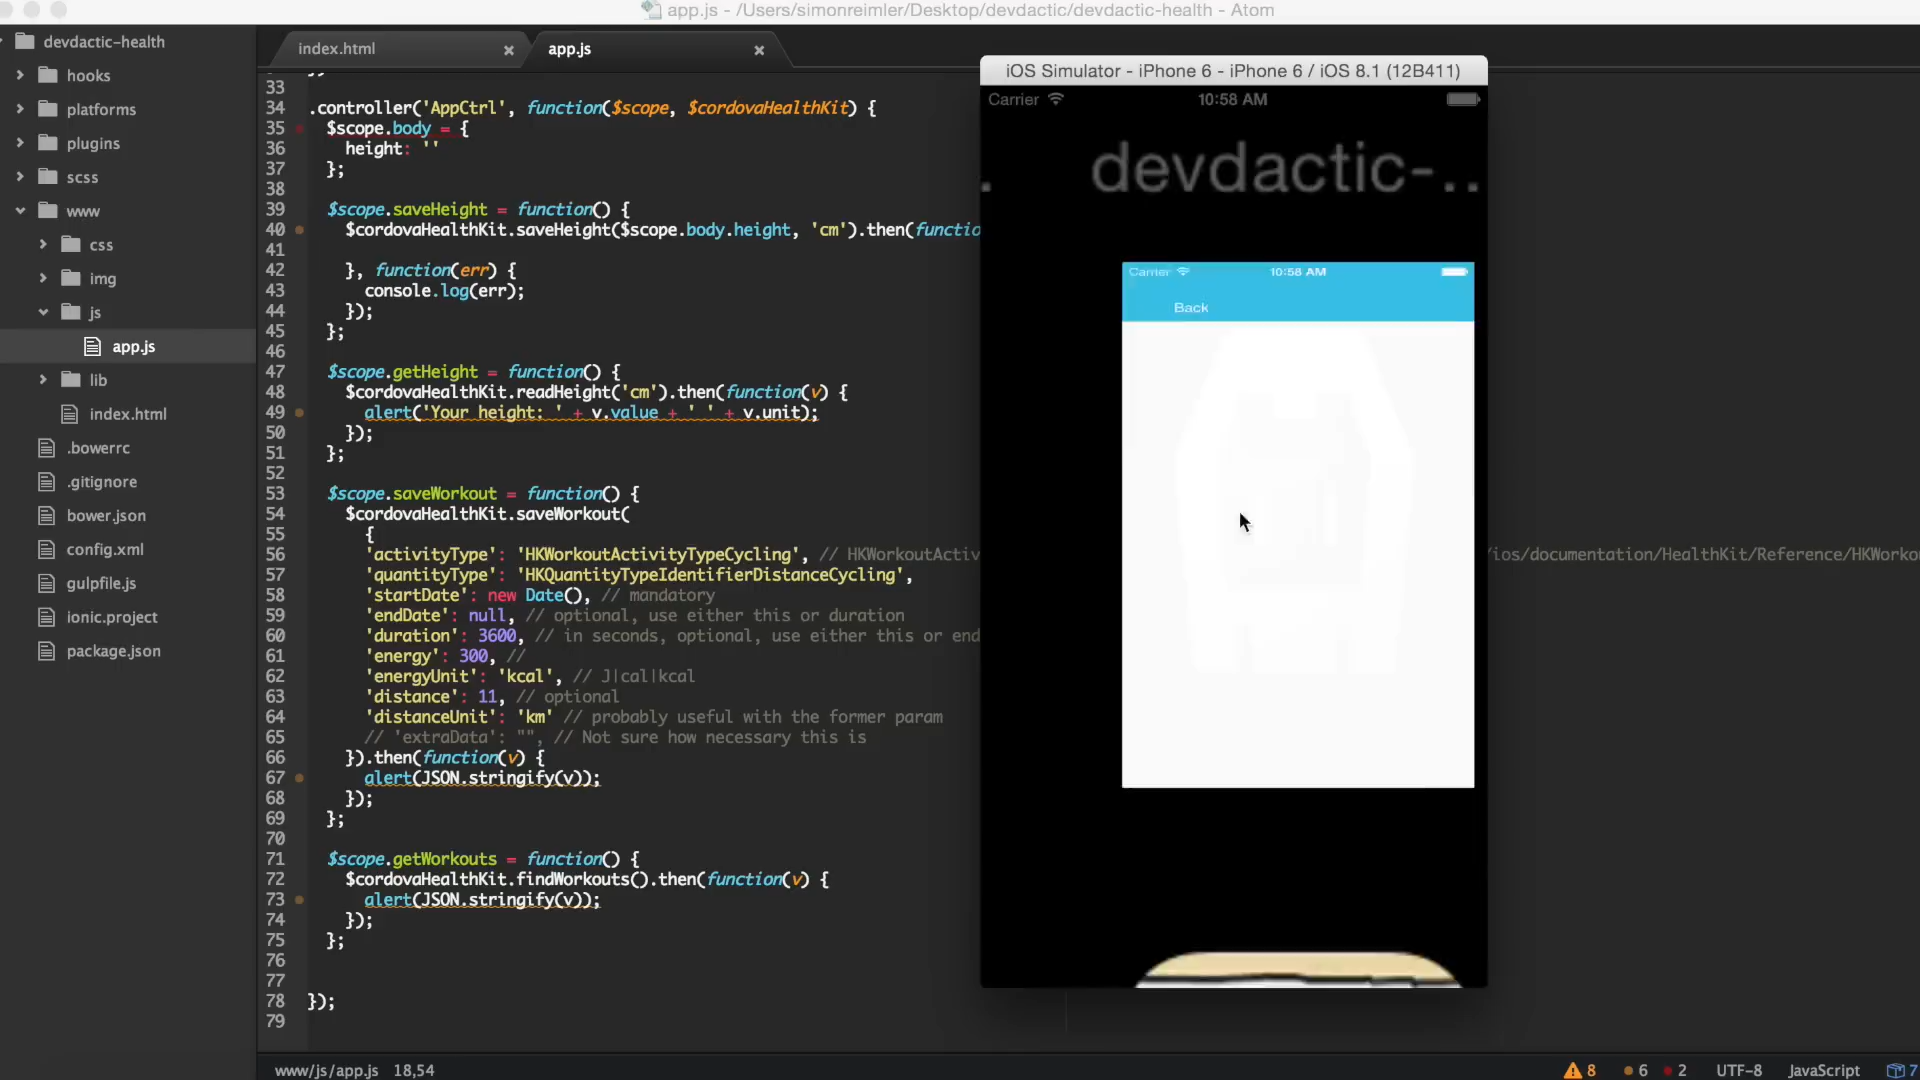 app.js - /Users/simonreimler/Desktop/devdactic/devdactic-health - Atom
devdactic-health
hooks
platforms
plugins
scss
www
css
img
js
app.js
lib
index.html
.bowerrc
.gitignore
bower.json
config.xml
gulpfile.js
ionic.project
package.json
index.html
app.js
33
34 .controller('AppCtrl', function($scope, $cordovaHealthKit) {
35 $scope.body = {
36 height: ''
37 };
38
39 $scope.saveHeight = function() {
40 $cordovaHealthKit.saveHeight($scope.body.height, 'cm').then(functio
41
42 }, function(err) {
43 console.log(err);
44 });
45 };
46
47 $scope.getHeight = function() {
48 $cordovaHealthKit.readHeight('cm').then(function(v) {
49 alert('Your height: ' + v.value + ' ' + v.unit);
50 });
51 };
52
53 $scope.saveWorkout = function() {
54 $cordovaHealthKit.saveWorkout(
55 {
56 'activityType': 'HKWorkoutActivityTypeCycling', // HKWorkoutActiv
/ios/documentation/HealthKit/Reference/HKWorko
57 'quantityType': 'HKQuantityTypeIdentifierDistanceCycling',
58 'startDate': new Date(), // mandatory
59 'endDate': null, // optional, use either this or duration
60 'duration': 3600, // in seconds, optional, use either this or end
61 'energy': 300, //
62 'energyUnit': 'kcal', // J|cal|kcal
63 'distance': 11, // optional
64 'distanceUnit': 'km' // probably useful with the former param
65 // 'extraData': "", // Not sure how necessary this is
66 }).then(function(v) {
67 alert(JSON.stringify(v));
68 });
69 };
70
71 $scope.getWorkouts = function() {
72 $cordovaHealthKit.findWorkouts().then(function(v) {
73 alert(JSON.stringify(v));
74 });
75 };
76
77
78 });
79
iOS Simulator - iPhone 6 - iPhone 6 / iOS 8.1 (12B411)
Carrier 10:58 AM
. devdactic-...
Carrier 10:58 AM
Back
www/js/app.js 18,54
8 6 2 UTF-8 JavaScript 7